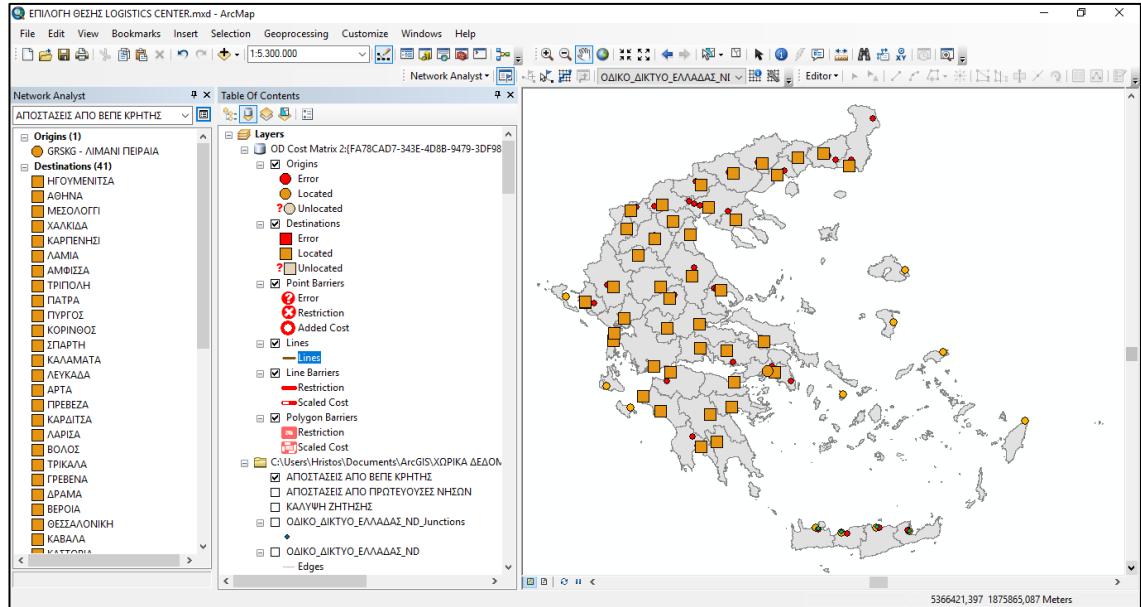 ΕΠΙΛΟΓΗ ΘΕΣΗΣ LOGISTICS CENTER.mxd - ArcMap
File Edit View Bookmarks Insert Selection Geoprocessing Customize Windows Help
1:5.300.000
Network Analyst ΟΔΙΚΟ_ΔΙΚΤΥΟ_ΕΛΛΑΔΑΣ_NI Editor
Network Analyst
ΑΠΟΣΤΑΣΕΙΣ ΑΠΟ ΒΕΠΕ ΚΡΗΤΗΣ
Origins (1)
GRSKG - ΛΙΜΑΝΙ ΠΕΙΡΑΙΑ
Destinations (41)
ΗΓΟΥΜΕΝΙΤΣΑ
ΑΘΗΝΑ
ΜΕΣΟΛΟΓΓΙ
ΧΑΛΚΙΔΑ
ΚΑΡΠΕΝΗΣΙ
ΛΑΜΙΑ
ΑΜΦΙΣΣΑ
ΤΡΙΠΟΛΗ
ΠΑΤΡΑ
ΠΥΡΓΟΣ
ΚΟΡΙΝΘΟΣ
ΣΠΑΡΤΗ
ΚΑΛΑΜΑΤΑ
ΛΕΥΚΑΔΑ
ΑΡΤΑ
ΠΡΕΒΕΖΑ
ΚΑΡΔΙΤΣΑ
ΛΑΡΙΣΑ
ΒΟΛΟΣ
ΤΡΙΚΑΛΑ
ΓΡΕΒΕΝΑ
ΔΡΑΜΑ
ΒΕΡΟΙΑ
ΘΕΣΣΑΛΟΝΙΚΗ
ΚΑΒΑΛΑ
ΚΑΣΤΟΡΙΑ
Table Of Contents
Layers
OD Cost Matrix 2:{FA78CAD7-343E-4D8B-9479-3DF98
Origins
Error
Located
Unlocated
Destinations
Error
Located
Unlocated
Point Barriers
Error
Restriction
Added Cost
Lines
Lines
Line Barriers
Restriction
Scaled Cost
Polygon Barriers
Restriction
Scaled Cost
C:\Users\Hristos\Documents\ArcGIS\ΧΩΡΙΚΑ ΔΕΔΟΜ
ΑΠΟΣΤΑΣΕΙΣ ΑΠΟ ΒΕΠΕ ΚΡΗΤΗΣ
ΑΠΟΣΤΑΣΕΙΣ ΑΠΟ ΠΡΩΤΕΥΟΥΣΕΣ ΝΗΣΩΝ
ΚΑΛΥΨΗ ΖΗΤΗΣΗΣ
ΟΔΙΚΟ_ΔΙΚΤΥΟ_ΕΛΛΑΔΑΣ_ND_Junctions
ΟΔΙΚΟ_ΔΙΚΤΥΟ_ΕΛΛΑΔΑΣ_ND
Edges
5366421,397 1875865,087 Meters